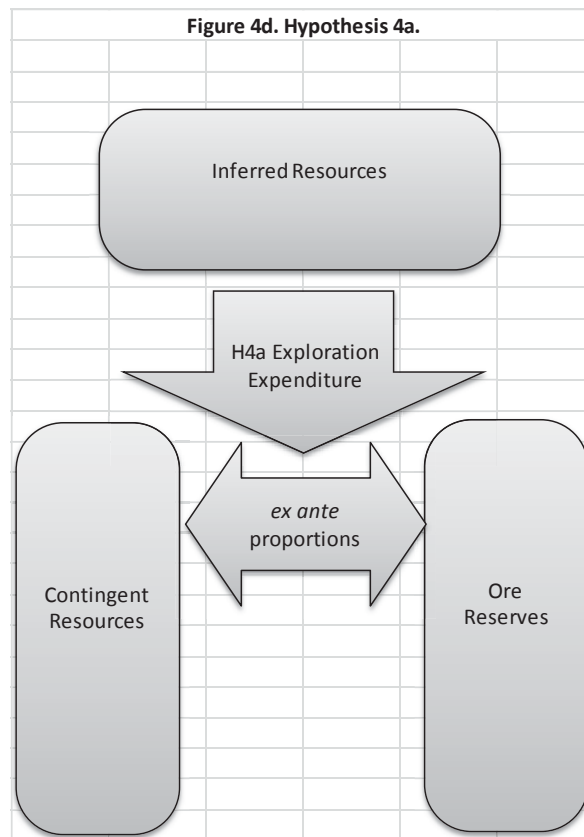 Figure 4d. Hypothesis 4a.
Inferred Resources
H4a Exploration
Expenditure
ex ante
proportions
Contingent
Resources
Ore
Reserves